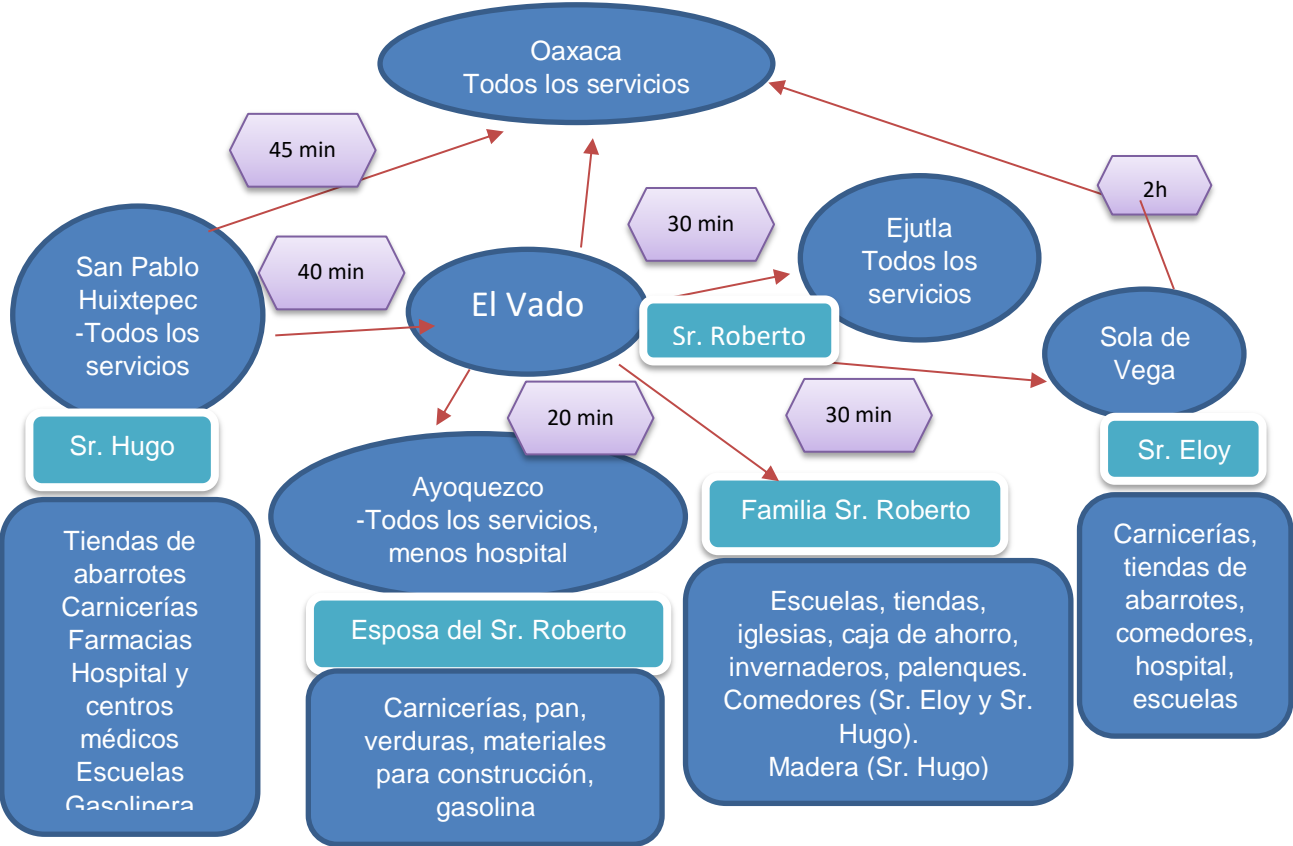 Oaxaca
Todos los servicios
45 min
2h
30 min
Ejutla
Todos los
servicios
San Pablo
Huixtepec
-Todos los
servicios
40 min
El Vado
Sr. Roberto
Sola de
Vega
20 min
30 min
Sr. Hugo
Sr. Eloy
Ayoquezco
-Todos los servicios,
menos hospital
Familia Sr. Roberto
Tiendas de
abarrotes
Carnicerías
Farmacias
Hospital y
centros
médicos
Escuelas
Gasolinera
Esposa del Sr. Roberto
Carnicerías, pan,
verduras, materiales
para construcción,
gasolina
Escuelas, tiendas,
iglesias, caja de ahorro,
invernaderos, palenques.
Comedores (Sr. Eloy y Sr.
Hugo).
Madera (Sr. Hugo)
Carnicerías,
tiendas de
abarrotes,
comedores,
hospital,
escuelas